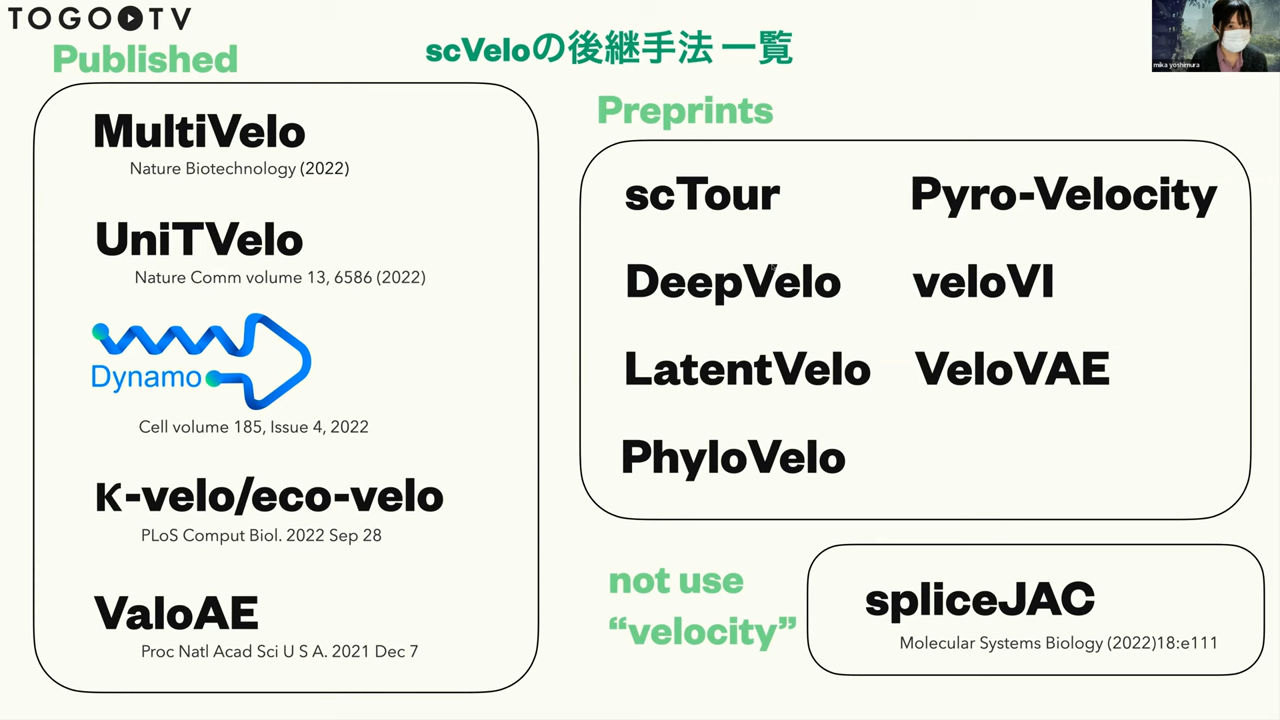 TOGO TV
scVeloの後継手法 一覧
mika yoshimura
Published
MultiVelo
Nature Biotechnology (2022)
UniTVelo
Nature Comm volume 13, 6586 (2022)
Dynamo
Cell volume 185, Issue 4, 2022
κ-velo/eco-velo
PLoS Comput Biol. 2022 Sep 28
ValoAE
Proc Natl Acad Sci U S A. 2021 Dec 7
Preprints
scTour
Pyro-Velocity
DeepVelo
veloVI
LatentVelo
VeloVAE
PhyloVelo
not use
“velocity”
spliceJAC
Molecular Systems Biology (2022)18:e111